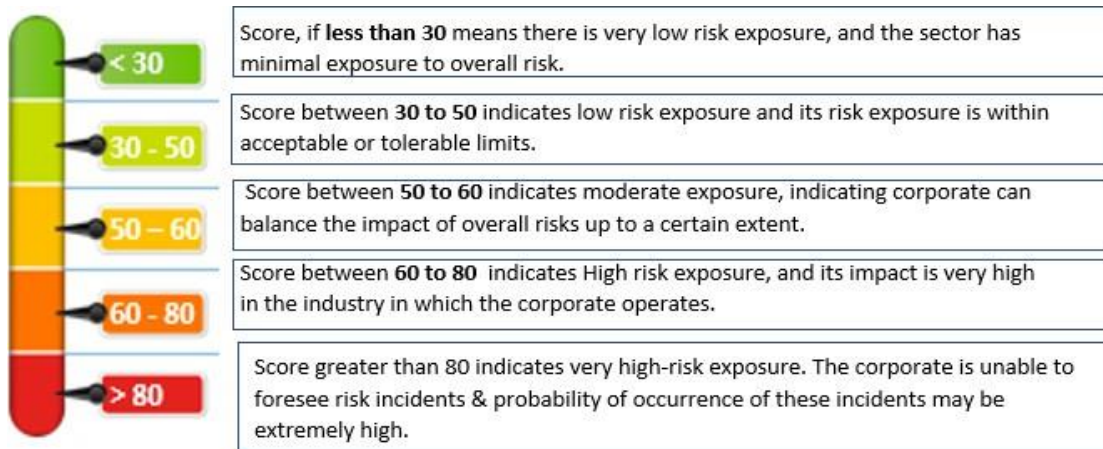 < 30
Score, if less than 30 means there is very low risk exposure, and the sector has
minimal exposure to overall risk.
30 - 50
Score between 30 to 50 indicates low risk exposure and its risk exposure is within
acceptable or tolerable limits.
50 – 60
Score between 50 to 60 indicates moderate exposure, indicating corporate can
balance the impact of overall risks up to a certain extent.
60 - 80
Score between 60 to 80 indicates High risk exposure, and its impact is very high
in the industry in which the corporate operates.
> 80
Score greater than 80 indicates very high-risk exposure. The corporate is unable to
foresee risk incidents & probability of occurrence of these incidents may be
extremely high.